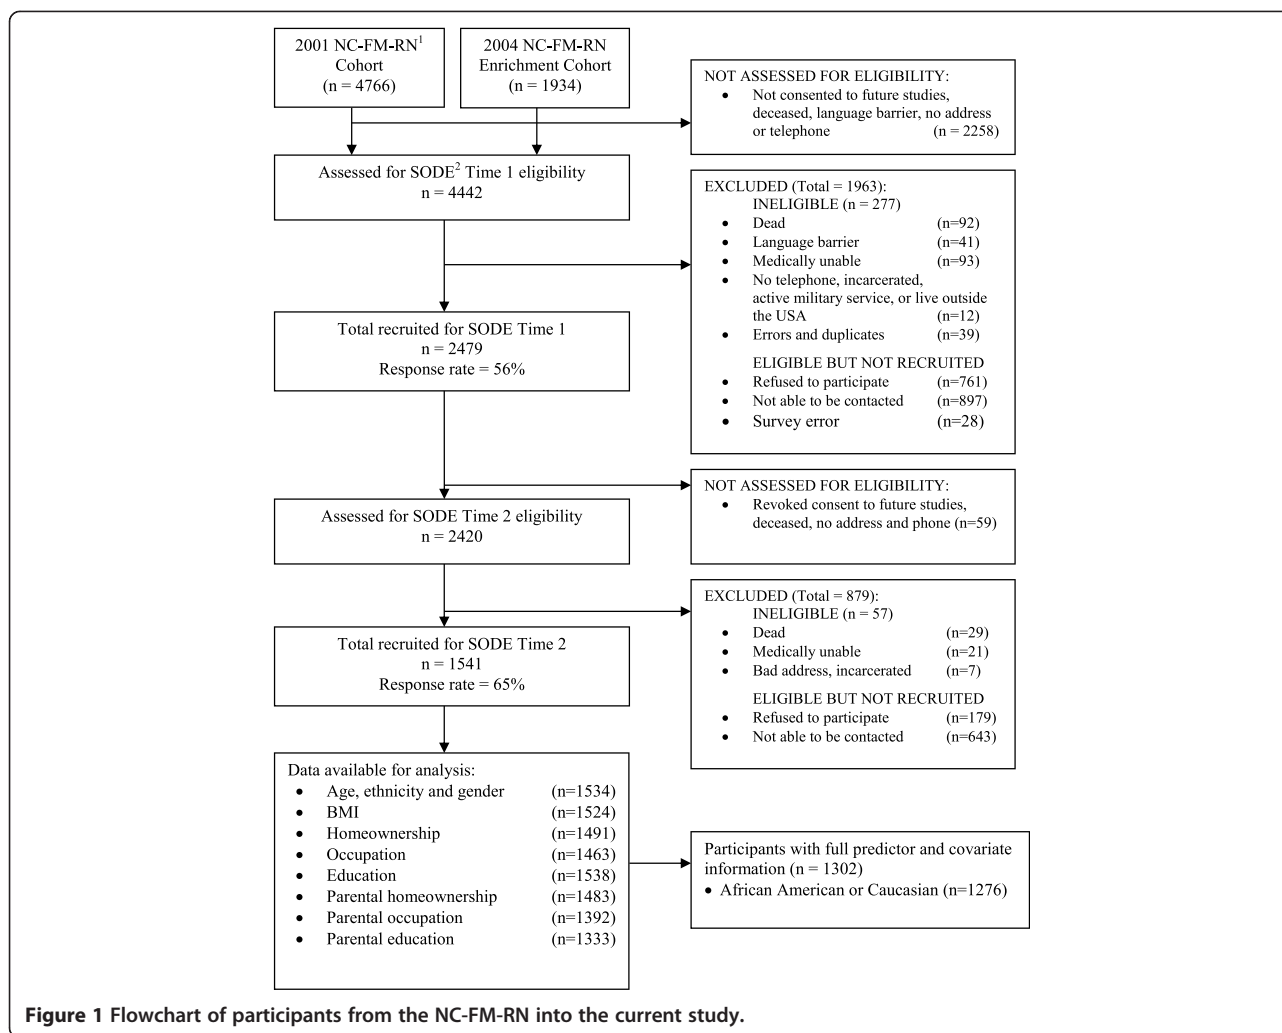 2001 NC-FM-RN¹
Cohort
(n = 4766)
2004 NC-FM-RN
Enrichment Cohort
(n = 1934)
NOT ASSESSED FOR ELIGIBILITY:
• Not consented to future studies,
deceased, language barrier, no address
or telephone (n = 2258)
Assessed for SODE² Time 1 eligibility
n = 4442
EXCLUDED (Total = 1963):
INELIGIBLE (n = 277)
• Dead (n=92)
• Language barrier (n=41)
• Medically unable (n=93)
• No telephone, incarcerated,
active military service, or live outside
the USA (n=12)
• Errors and duplicates (n=39)
ELIGIBLE BUT NOT RECRUITED
• Refused to participate (n=761)
• Not able to be contacted (n=897)
• Survey error (n=28)
Total recruited for SODE Time 1
n = 2479
Response rate = 56%
NOT ASSESSED FOR ELIGIBILITY:
• Revoked consent to future studies,
deceased, no address and phone (n=59)
Assessed for SODE Time 2 eligibility
n = 2420
EXCLUDED (Total = 879):
INELIGIBLE (n = 57)
• Dead (n=29)
• Medically unable (n=21)
• Bad address, incarcerated (n=7)
ELIGIBLE BUT NOT RECRUITED
• Refused to participate (n=179)
• Not able to be contacted (n=643)
Total recruited for SODE Time 2
n = 1541
Response rate = 65%
Data available for analysis:
• Age, ethnicity and gender (n=1534)
• BMI (n=1524)
• Homeownership (n=1491)
• Occupation (n=1463)
• Education (n=1538)
• Parental homeownership (n=1483)
• Parental occupation (n=1392)
• Parental education (n=1333)
Participants with full predictor and covariate
information (n = 1302)
• African American or Caucasian (n=1276)
Figure 1 Flowchart of participants from the NC-FM-RN into the current study.